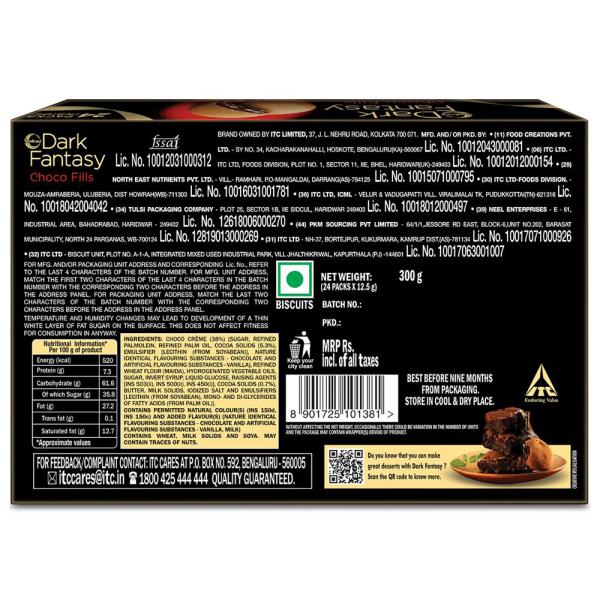 Dark
Fantasy
Choco Fills
fssai
Lic. No. 10012031000312
BRAND OWNED BY ITC LIMITED, 37, J. L. NEHRU ROAD, KOLKATA 700 071. MFD. AND/ OR PKD. BY: • (11) FOOD CREATIONS PVT.
LTD. - SY NO. 34, KACHARAKANAHALLI, HOSKOTE, BENGALURU(KA)-560067 Lic. No. 10012043000081 • (06) ITC LTD.
ITC LTD, FOODS DIVISION, PLOT NO. 1, SECTOR 11, IIE, BHEL, HARDWAR(UK)-249403 Lic. No. 10012012000154 • (29)
NORTH EAST NUTRIENTS PVT LTD. - VILL.- RAMHARI, P.O-MANGALDAI, DARRANG(AS)-784125 Lic. No. 10015071000795 • (30) ITC LTD-FOODS DIVISION.
MOUZA-AMRABERIA, ULUBERIA, DIST HOWRAH(WB)-711303 Lic. No. 10016031001781 • (36) ITC LTD, ICML - VELUR & VADUGAPATTI VILL. VIRALIMALAI TK, PUDUKKOTTAI(TN)-621316 Lic.
No. 10018042004042 • (34) TULSI PACKAGING COMPANY - PLOT 25, SECTOR 1B, IIE SIDCUL, HARIDWAR 249403 Lic. No. 10018012000497 • (39) NEEL ENTERPRISES - E - 61,
INDUSTRIAL AREA, BAHADRABAD, HARIDWAR - 249402 Lic. No. 12618006000270 • (44) PKM SOURCING PVT LIMITED - 64/1/1JESSORE RD EAST, BLOCK-6,UNIT NO.202, BARASAT
MUNICIPALITY, NORTH 24 PARGANAS, WB-700124 Lic. No. 12819013000269 • (31) ITC LTD - NH-37, BORTEJPUR, KUKURMARA, KAMRUP DIST,(AS)-781134 Lic. No. 10017071000926
• (32) ITC LTD - BISCUIT UNIT, PLOT NO. A-1-A, INTEGRATED MIXED USED INDUSTRIAL PARK, VILL JHALTHIKRIWAL, KAPURTHALA (PJ) -144601 Lic. No. 10017063001007
FOR MFG. AND/OR PACKAGING UNIT ADDRESS AND CORRESPONDING Lic. No., REFER
TO THE LAST 4 CHARACTERS OF THE BATCH NUMBER. FOR MFG. UNIT ADDRESS,
MATCH THE FIRST TWO CHARACTERS OF THE LAST 4 CHARACTERS IN THE BATCH
NUMBER WITH THE CORRESPONDING TWO CHARACTERS BEFORE THE ADDRESS IN
THE ADDRESS PANEL. FOR PACKAGING UNIT ADDRESS, MATCH THE LAST TWO
CHARACTERS OF THE BATCH NUMBER WITH THE CORRESPONDING TWO
CHARACTERS BEFORE THE ADDRESS IN THE ADDRESS PANEL.
TEMPERATURE AND HUMIDITY CHANGES MAY LEAD TO DEVELOPMENT OF A THIN
WHITE LAYER OF FAT SUGAR ON THE SURFACE. THIS DOES NOT AFFECT FITNESS
FOR CONSUMPTION IN ANYWAY.
BISCUITS
NET WEIGHT: 300 g
(24 PACKS X 12.5 g)
BATCH NO.:
PKD.:
Keep your
city clean
MRP Rs.
incl. of all taxes
Nutritional Information*
Per 100 g of product
Energy (kcal) 520
Protein (g) 7.3
Carbohydrate (g) 61.6
Of which Sugar (g) 35.8
Fat (g) 27.2
Trans fat (g) 0.1
Saturated fat (g) 12.7
*Approximate values
INGREDIENTS: CHOCO CRÈME (38%) [SUGAR, REFINED
PALMOLEIN, REFINED PALM OIL, COCOA SOLIDS (5.3%),
EMULSIFIER [LECITHIN (FROM SOYABEAN)], NATURE
IDENTICAL FLAVOURING SUBSTANCES - CHOCOLATE AND
ARTIFICIAL FLAVOURING SUBSTANCES - VANILLA], REFINED
WHEAT FLOUR (MAIDA), HYDROGENATED VEGETABLE OILS,
SUGAR, INVERT SYRUP, LIQUID GLUCOSE, RAISING AGENTS
[INS 503(ii), INS 500(ii), INS 450(i)], COCOA SOLIDS (0.7%),
BUTTER, MILK SOLIDS, IODIZED SALT AND EMULSIFIERS
[LECITHIN (FROM SOYABEAN), MONO- AND DI-GLYCERIDES
OF FATTY ACIDS (FROM PALM OIL)].
CONTAINS PERMITTED NATURAL COLOUR(S) (INS 150d,
INS 150c) AND ADDED FLAVOUR(S) (NATURE IDENTICAL
FLAVOURING SUBSTANCES - CHOCOLATE AND ARTIFICIAL
FLAVOURING SUBSTANCES - VANILLA, MILK)
CONTAINS WHEAT, MILK SOLIDS AND SOYA. MAY
CONTAIN TRACES OF NUTS.
8 901725 101381 >
BEST BEFORE NINE MONTHS
FROM PACKAGING.
STORE IN COOL & DRY PLACE.
Enduring Value
WITHOUT AFFECTING THE NET WEIGHT, OCCASIONALLY THERE COULD BE VARIATION IN THE NUMBER OF UNITS
AND THE PACKAGE MAY CONTAIN WRAPPER(S) DEVOID OF PRODUCT.
FOR FEEDBACK/COMPLAINT CONTACT: ITC CARES AT P.O. BOX NO. 592, BENGALURU -560005
itccares@itc.in 1800 425 444 444 QUALITY GUARANTEED.
Do you know that you can make
great desserts with Dark Fantasy ?
Scan the QR code to know more.
CREATIVE VISUALISATION